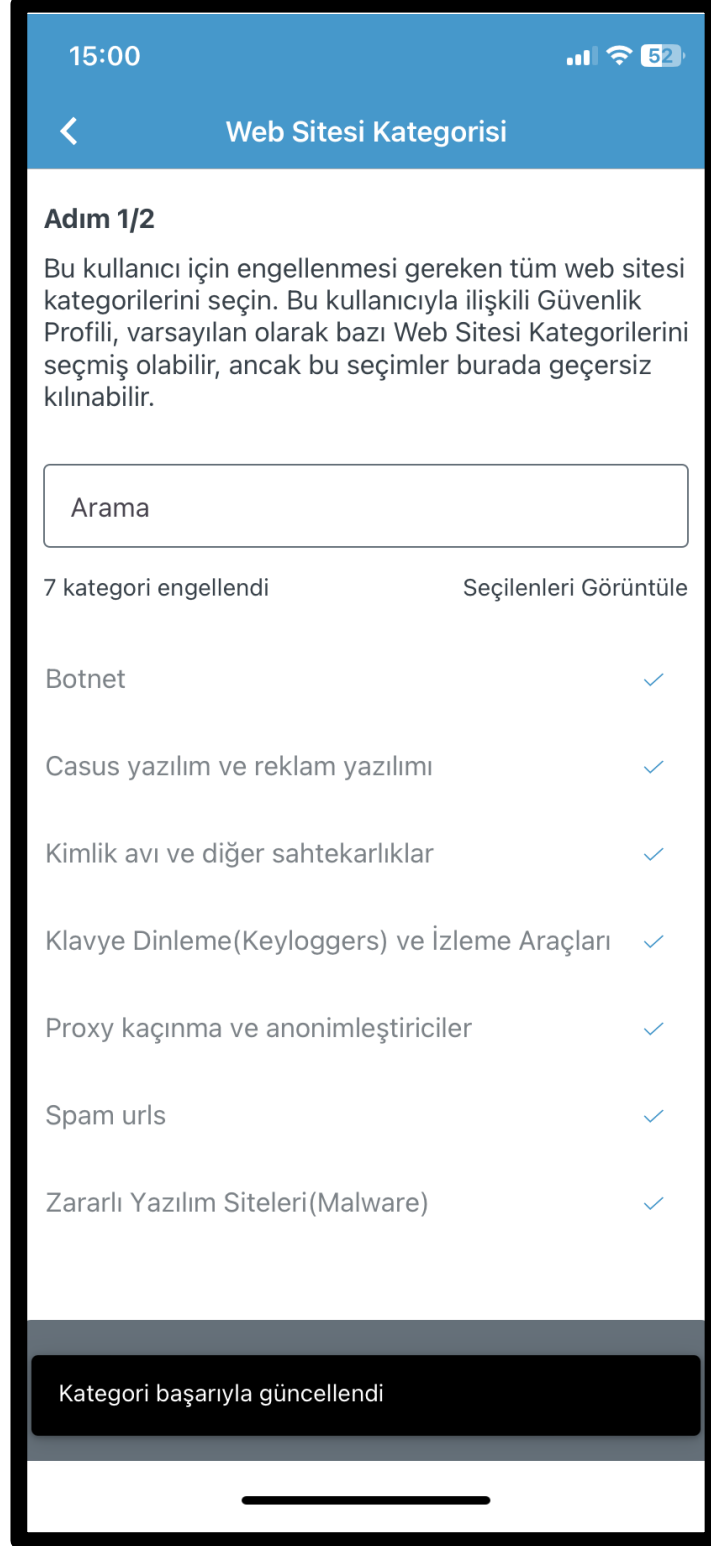 15:00
52
Web Sitesi Kategorisi
Adım 1/2
Bu kullanıcı için engellenmesi gereken tüm web sitesi
kategorilerini seçin. Bu kullanıcıyla ilişkili Güvenlik
Profili, varsayılan olarak bazı Web Sitesi Kategorilerini
seçmiş olabilir, ancak bu seçimler burada geçersiz
kılınabilir.
Arama
7 kategori engellendi Seçilenleri Görüntüle
Botnet
Casus yazılım ve reklam yazılımı
Kimlik avı ve diğer sahtekarlıklar
Klavye Dinleme(Keyloggers) ve İzleme Araçları
Proxy kaçınma ve anonimleştiriciler
Spam urls
Zararlı Yazılım Siteleri(Malware)
Kategori başarıyla güncellendi